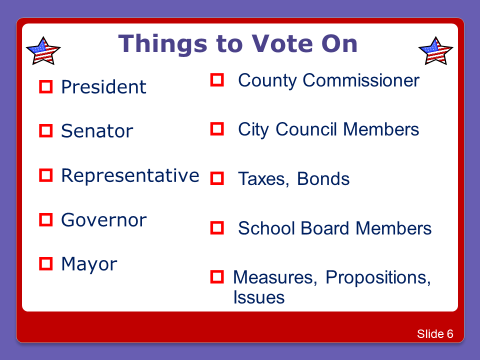 Things to Vote On
President
Senator
Representative
Governor
Mayor
County Commissioner
City Council Members
Taxes, Bonds
School Board Members
Measures, Propositions,
Issues
Slide 6